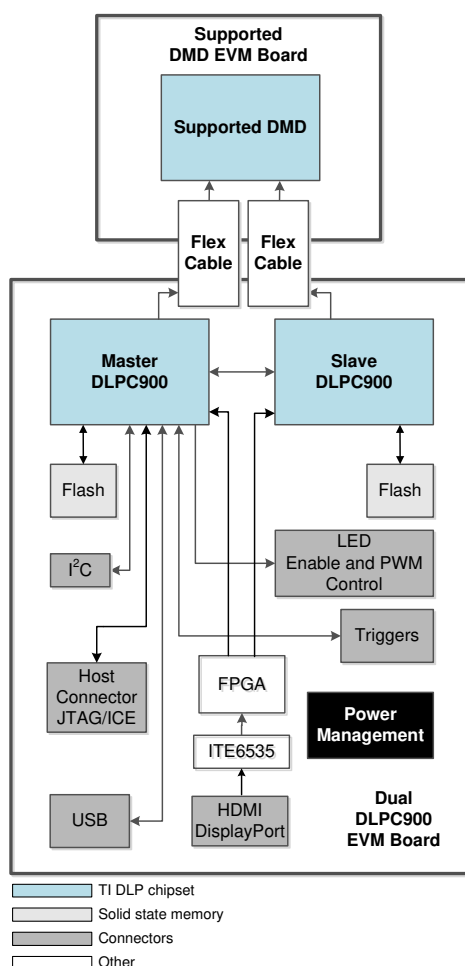 Supported
DMD EVM Board
Supported DMD
Flex
Cable
Flex
Cable
Master
DLPC900
Slave
DLPC900
Flash
Flash
I²C
LED
Enable and PWM
Control
Triggers
Host
Connector
JTAG/ICE
FPGA
Power
Management
ITE6535
USB
HDMI
DisplayPort
Dual
DLPC900
EVM Board
TI DLP chipset
Solid state memory
Connectors
Other